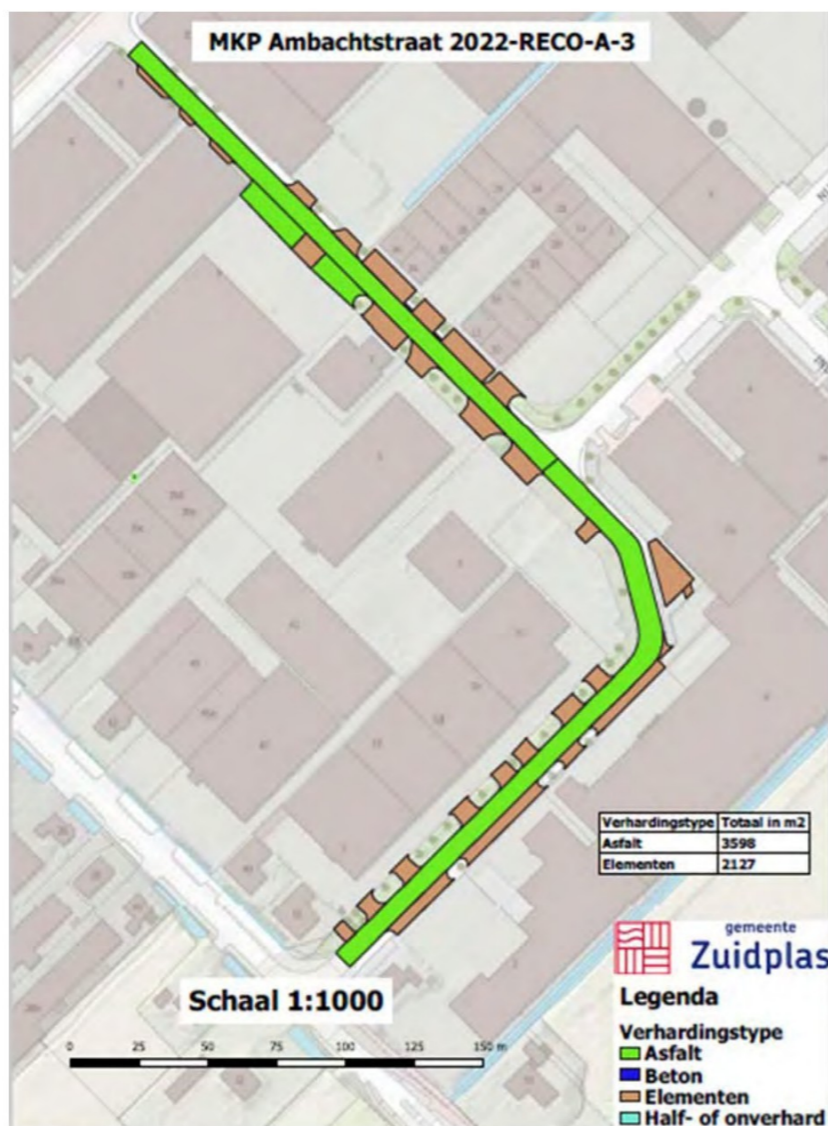 MKP Ambachtstraat 2022-RECO-A-3
Verhardingstype Totaal in m2
Asfalt 3598
Elementen 2127
gemeente
Zuidplas
Schaal 1:1000
0 25 50 75 100 125 150 m
Legenda
Verhardingstype
Asfalt
Beton
Elementen
Half- of onverhard